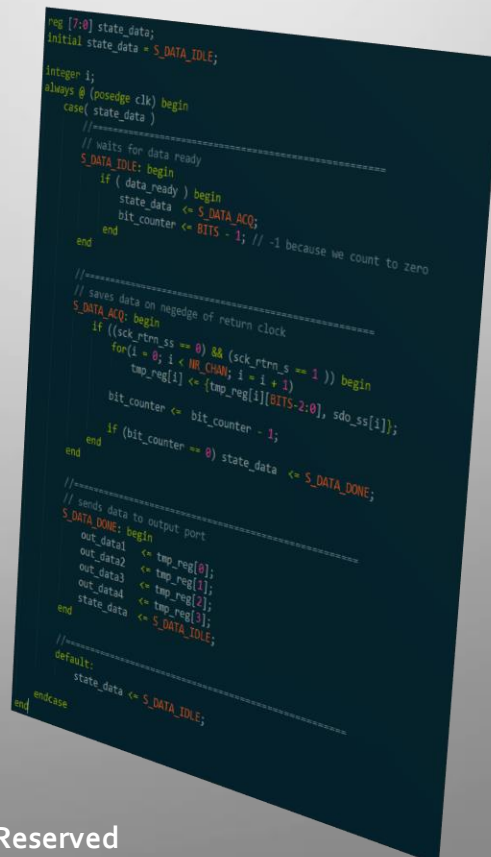 reg [7:0] state_data;
initial state_data = S_DATA_IDLE;
integer i;
always @ (posedge clk) begin
case( state_data )
//==================================================
// waits for data ready
S_DATA_IDLE: begin
if ( data_ready ) begin
state_data <= S_DATA_ACQ;
bit_counter <= BITS - 1; // -1 because we count to zero
end
end
//==================================================
// saves data on negedge of return clock
S_DATA_ACQ: begin
if ((sck_rtrn_ss == 0) && (sck_rtrn_s == 1 )) begin
for(i = 0; i < NR_CHAN; i = i + 1)
tmp_reg[i] <= {tmp_reg[i][BITS-2:0], sdo_ss[i]};
bit_counter <= bit_counter - 1;
if (bit_counter == 0) state_data <= S_DATA_DONE;
end
end
//==================================================
// sends data to output port
S_DATA_DONE: begin
out_data1 <= tmp_reg[0];
out_data2 <= tmp_reg[1];
out_data3 <= tmp_reg[2];
out_data4 <= tmp_reg[3];
state_data <= S_DATA_IDLE;
end
//==================================================
default:
state_data <= S_DATA_IDLE;
endcase
end
Reserved